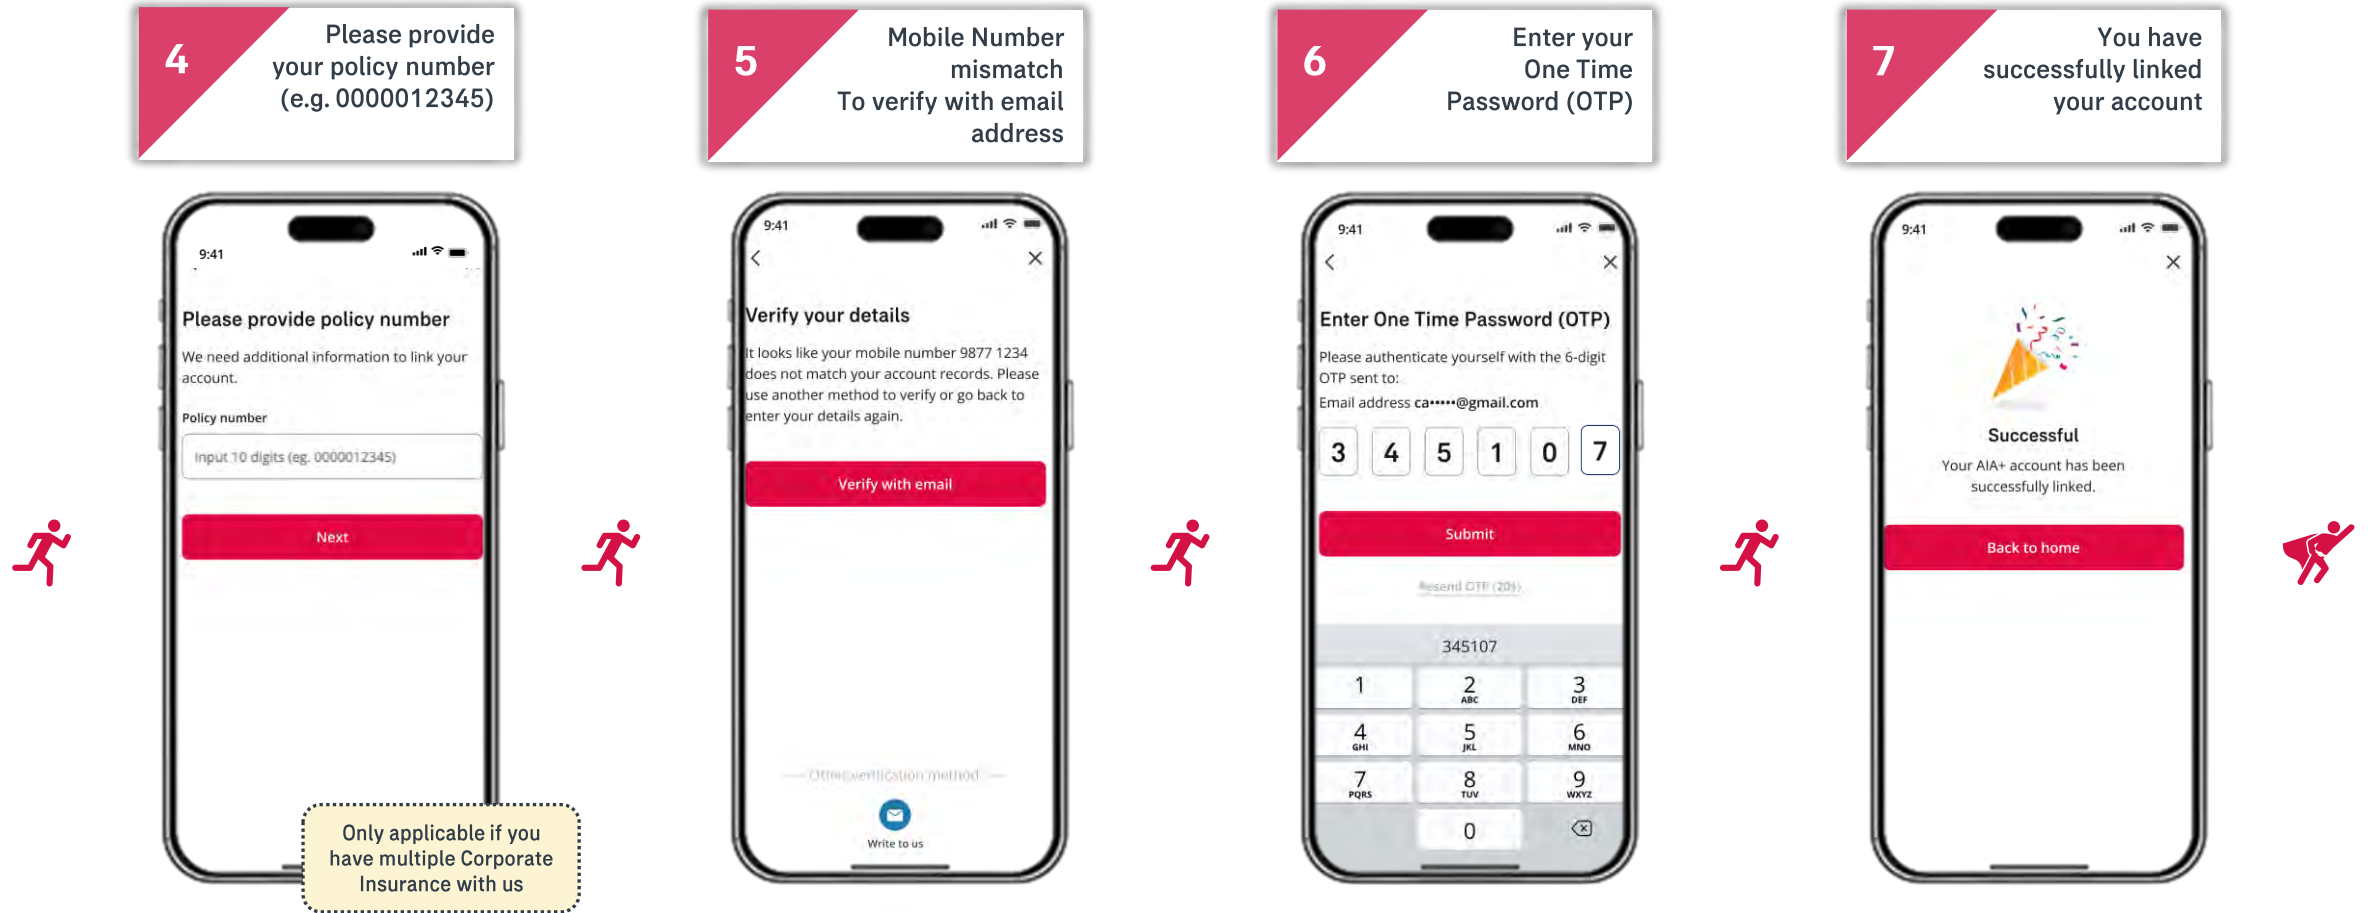 4
Please provide
your policy number
(e.g. 0000012345)
9:41
Please provide policy number
We need additional information to link your
account.
Policy number
Input 10 digits (eg. 0000012345)
Next
Only applicable if you
have multiple Corporate
Insurance with us
5
Mobile Number
mismatch
To verify with email
address
9:41
Verify your details
It looks like your mobile number 9877 1234
does not match your account records. Please
use another method to verify or go back to
enter your details again.
Verify with email
Other verification method
Write to us
6
Enter your
One Time
Password (OTP)
9:41
Enter One Time Password (OTP)
Please authenticate yourself with the 6-digit
OTP sent to:
Email address ca•••••@gmail.com
3 4 5 1 0 7
Submit
Resend OTP (20s)
345107
1 2 3
ABC DEF
4 5 6
GHI JKL MNO
7 8 9
PQRS TUV WXYZ
0
7
You have
successfully linked
your account
9:41
Successful
Your AIA+ account has been
successfully linked.
Back to home